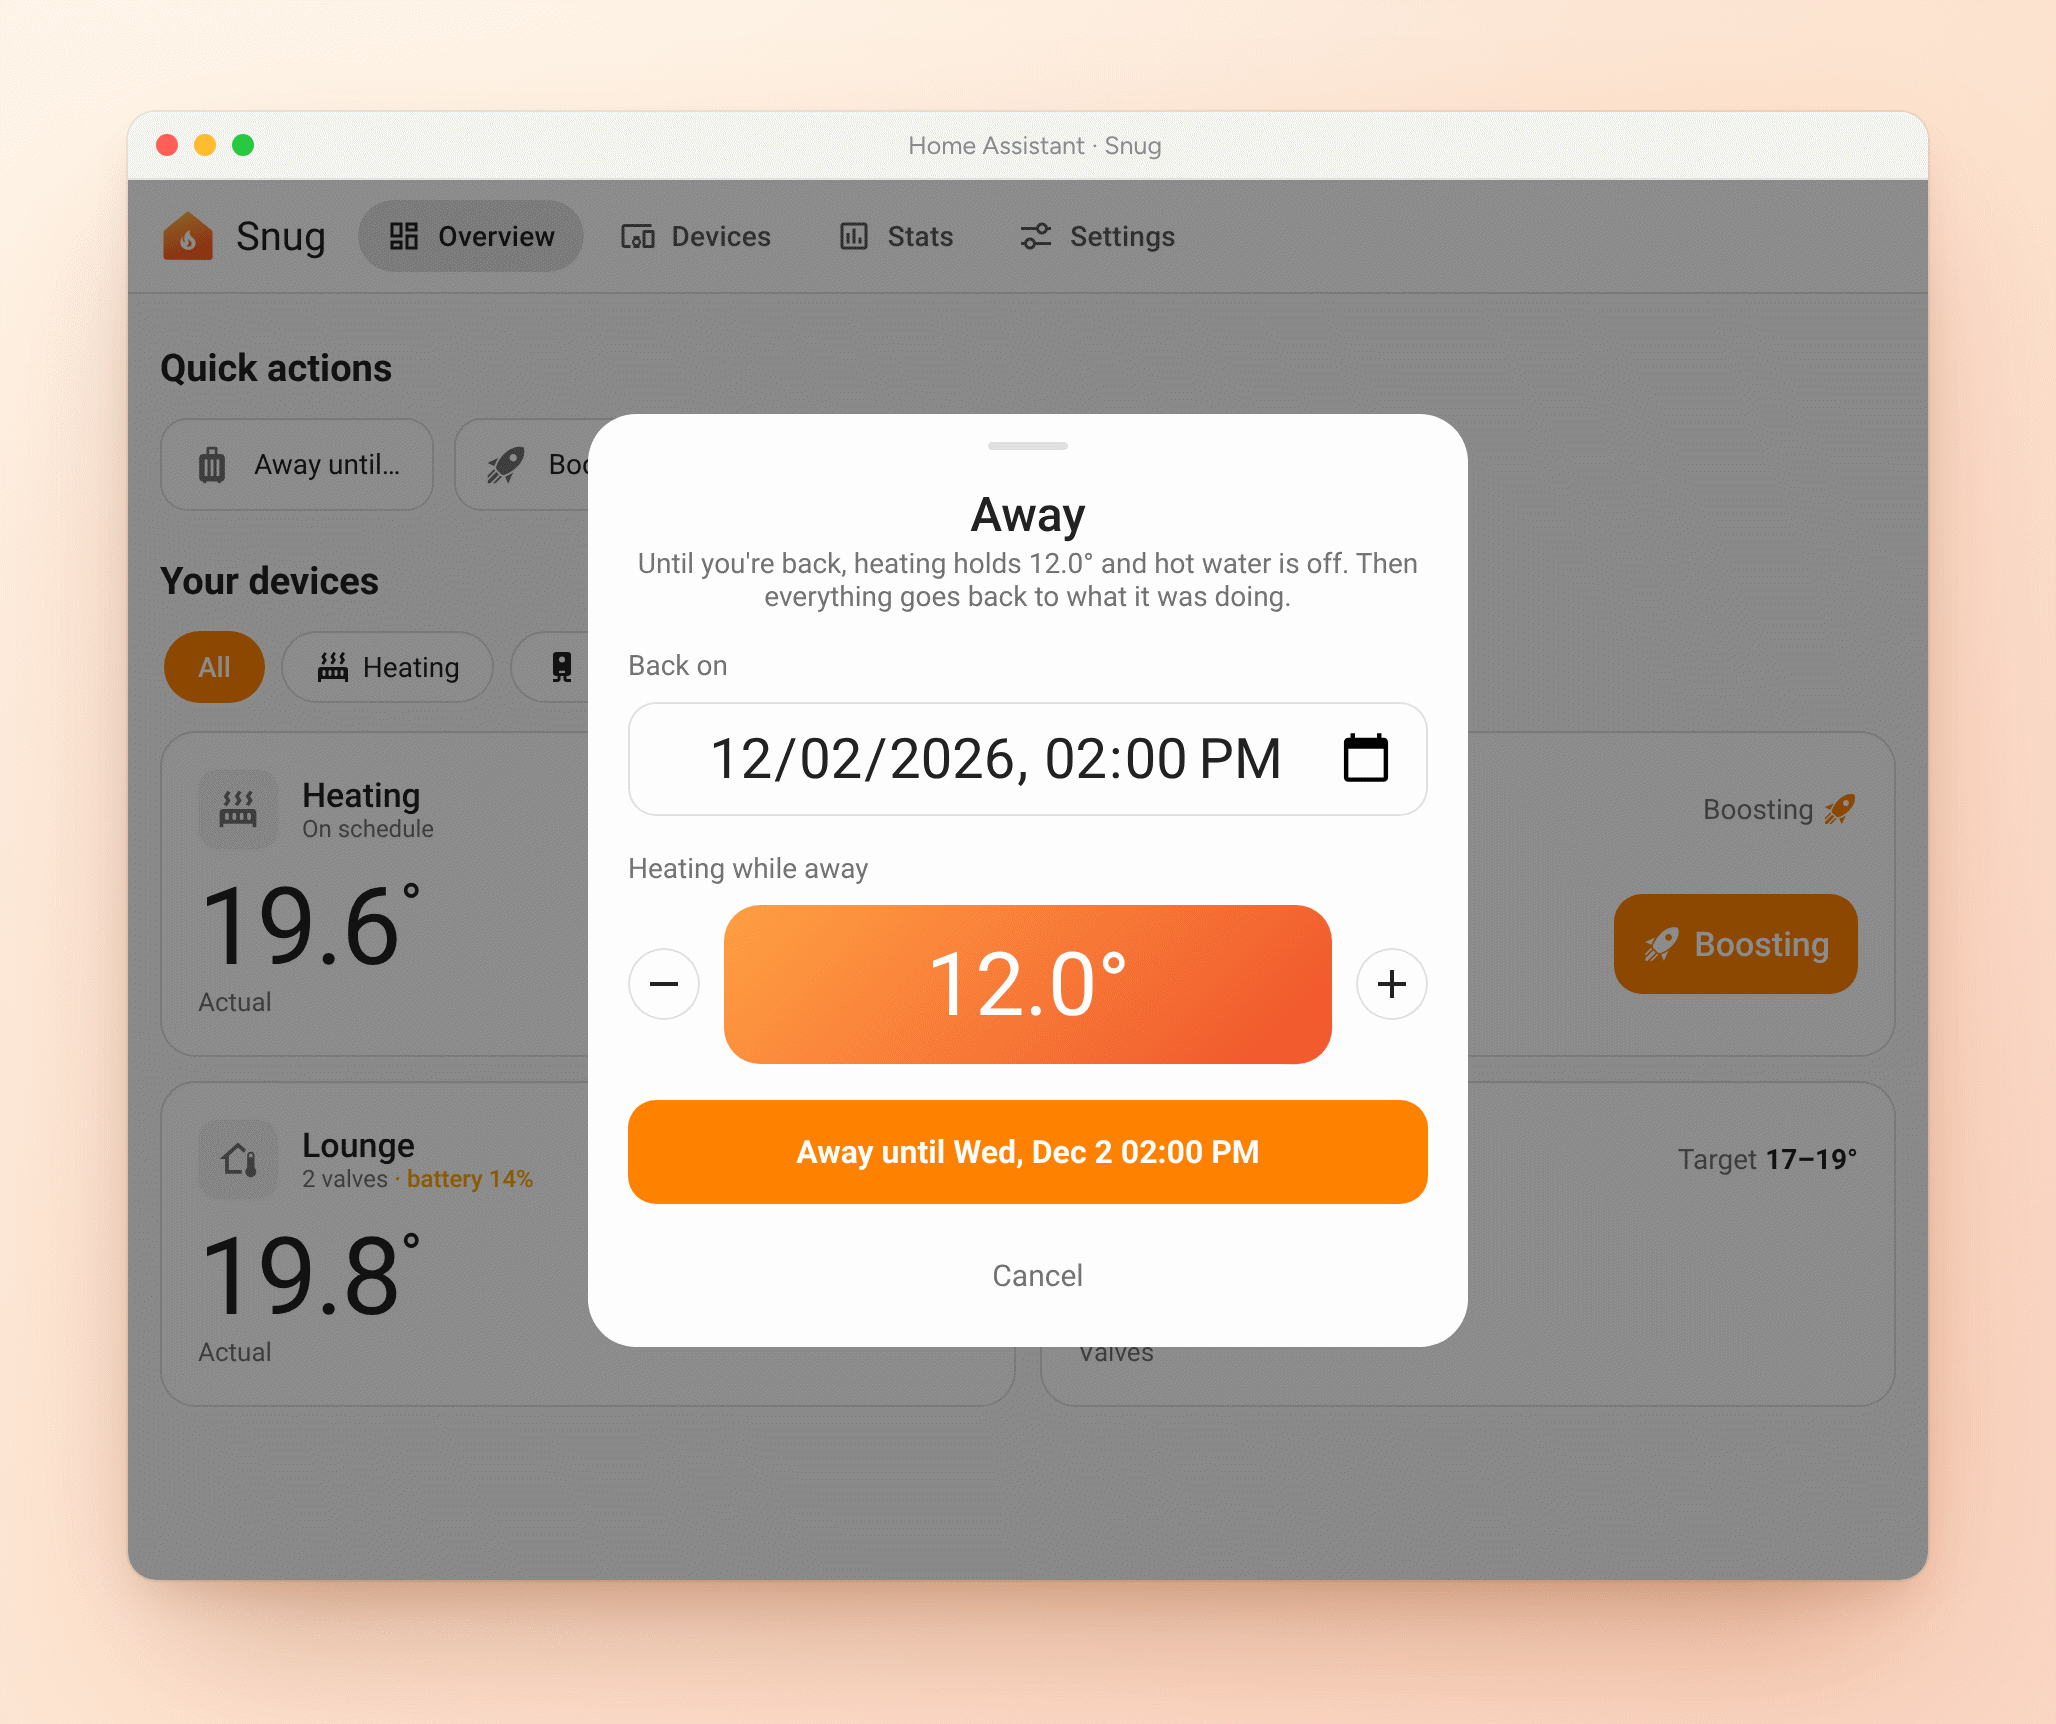 Home Assistant · Snug
Snug
Overview
Devices
Stats
Settings
Quick actions
Away until...
Your devices
All
Heating
Heating
On schedule
19.6°
Actual
Boosting
Boosting
Lounge
2 valves · battery 14%
19.8°
Actual
Target 17–19°
Valves
Away
Until you're back, heating holds 12.0° and hot water is off. Then
everything goes back to what it was doing.
Back on
12/02/2026, 02:00 PM
Heating while away
12.0°
Away until Wed, Dec 2 02:00 PM
Cancel